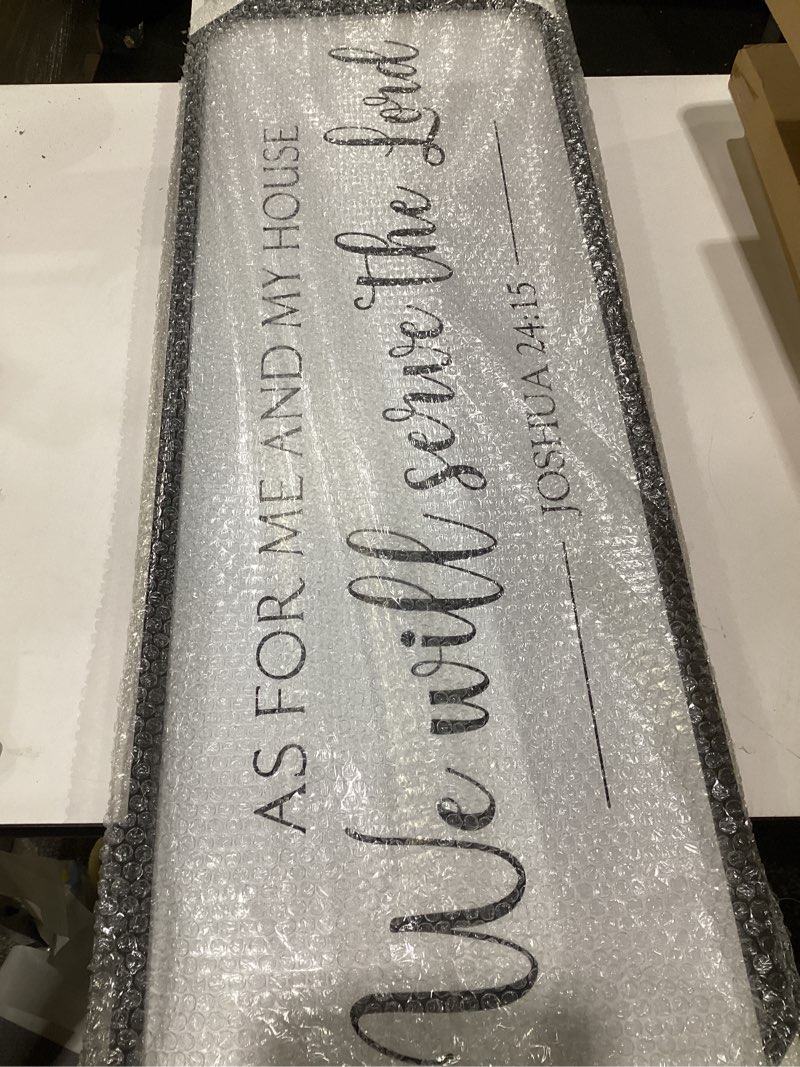 AS FOR ME AND MY HOUSE
We will serve the Lord
JOSHUA 24:15